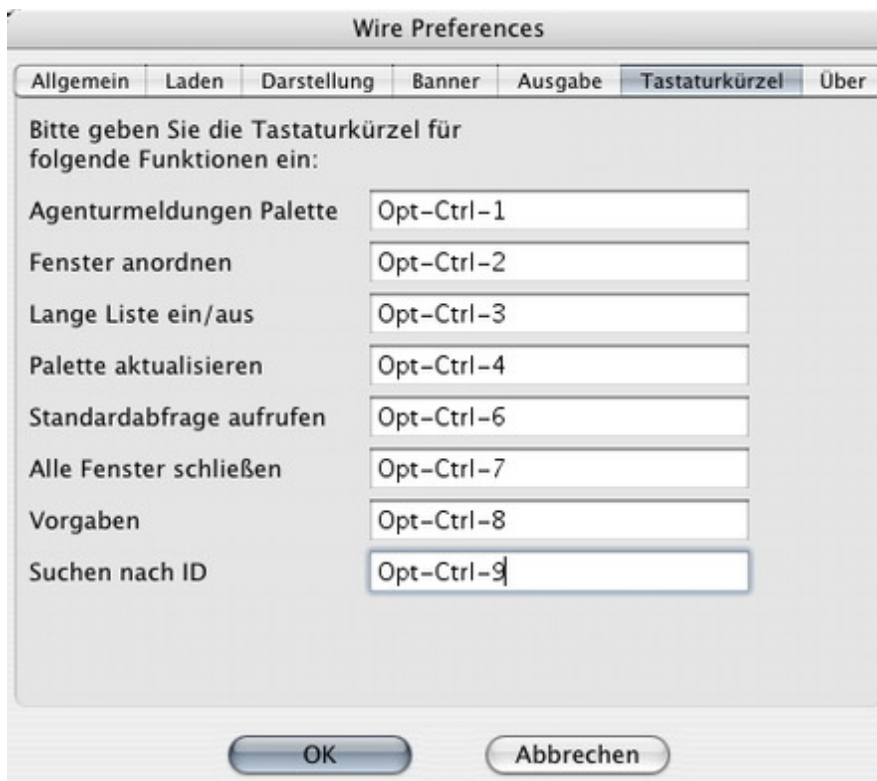 Wire Preferences
Allgemein Laden Darstellung Banner Ausgabe Tastaturkürzel Über
Bitte geben Sie die Tastaturkürzel für
folgende Funktionen ein:
Agenturmeldungen Palette Opt-Ctrl-1
Fenster anordnen Opt-Ctrl-2
Lange Liste ein/aus Opt-Ctrl-3
Palette aktualisieren Opt-Ctrl-4
Standardabfrage aufrufen Opt-Ctrl-6
Alle Fenster schließen Opt-Ctrl-7
Vorgaben Opt-Ctrl-8
Suchen nach ID Opt-Ctrl-9
OK Abbrechen